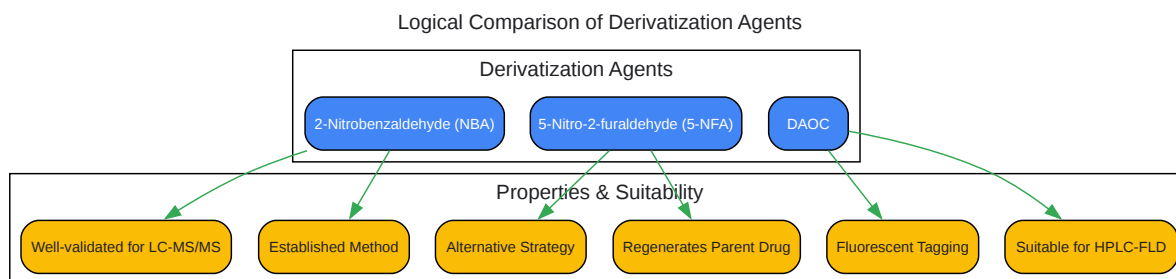 Logical Comparison of Derivatization Agents
Derivatization Agents
2-Nitrobenzaldehyde (NBA)
5-Nitro-2-furaldehyde (5-NFA)
DAOC
Properties & Suitability
Well-validated for LC-MS/MS
Established Method
Alternative Strategy
Regenerates Parent Drug
Fluorescent Tagging
Suitable for HPLC-FLD